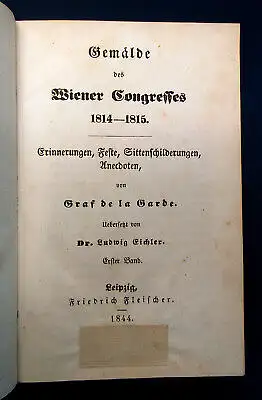 Gemälde
des
Wiener Congresses
1814—1815.
Erinnerungen, Feste, Sittenschilderungen,
Anecdoten,
von
Graf de la Garde.
Uebersetzt von
Dr. Ludwig Eichler.
Erster Band.
Leipzig,
Friedrich Fleischer.
1844.